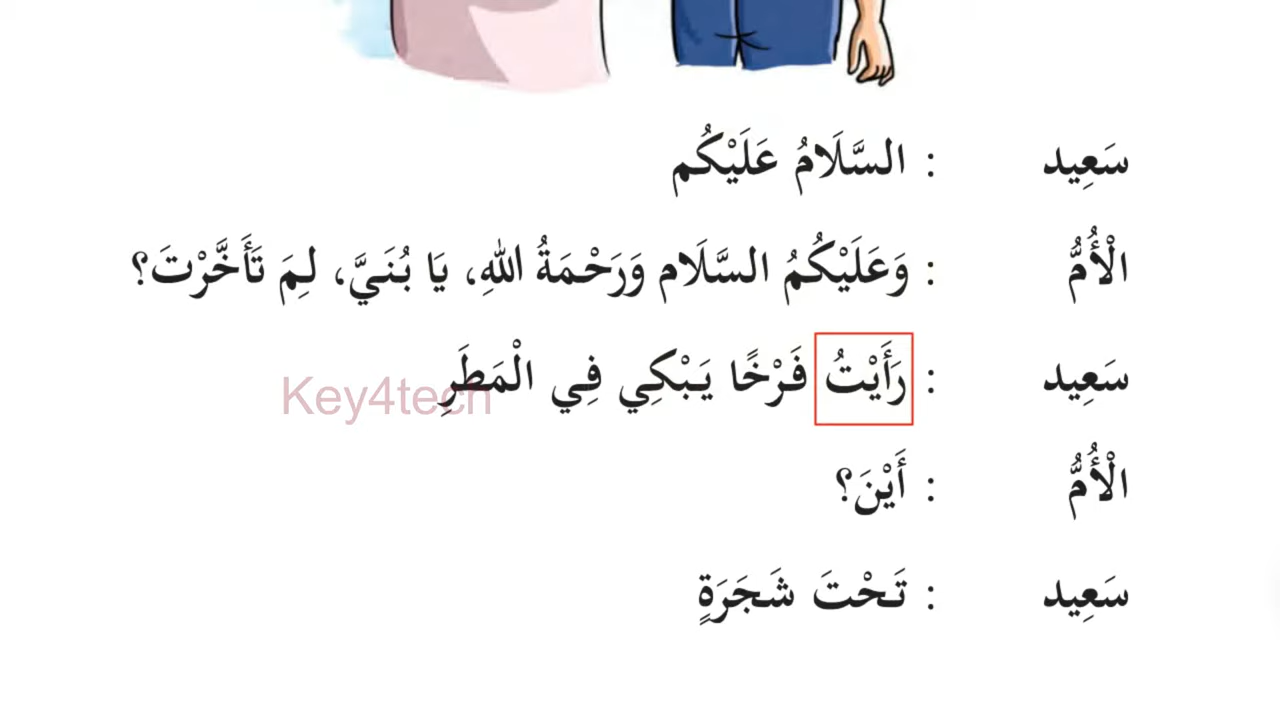 سَعِيد : السَّلَامُ عَلَيْكُم
الْأُمُّ : وَعَلَيْكُمُ السَّلَام وَرَحْمَةُ اللهِ، يَا بُنَيَّ، لِمَ تَأَخَّرْتَ؟
سَعِيد : رَأَيْتُ فَرْخًا يَبْكِي فِي الْمَطَرِ
Key4tech
الْأُمُّ : أَيْنَ؟
سَعِيد : تَحْتَ شَجَرَةٍ